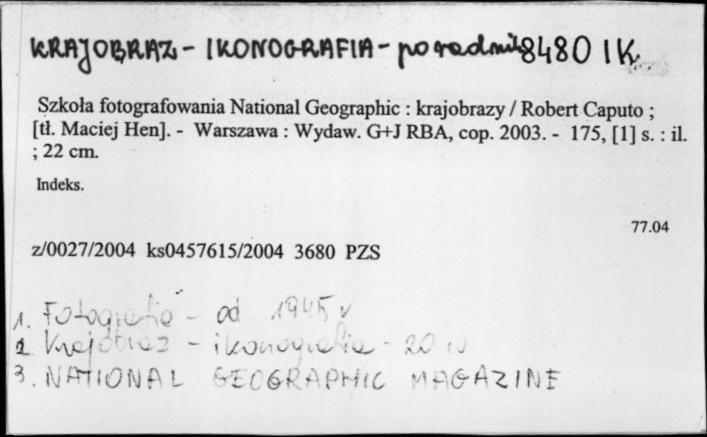 KRAJOBRAZ - IKONOGRAFIA - poradnik 8480 IK
Szkoła fotografowania National Geographic : krajobrazy / Robert Caputo ;
[tł. Maciej Hen]. - Warszawa : Wydaw. G+J RBA, cop. 2003. - 175, [1] s. : il.
; 22 cm.
Indeks.
77.04
z/0027/2004 ks0457615/2004 3680 PZS
1. Fotografia - od 1945 r
2 Krajobraz - ikonografia - 20 w
3. NATIONAL GEOGRAPHIC MAGAZINE